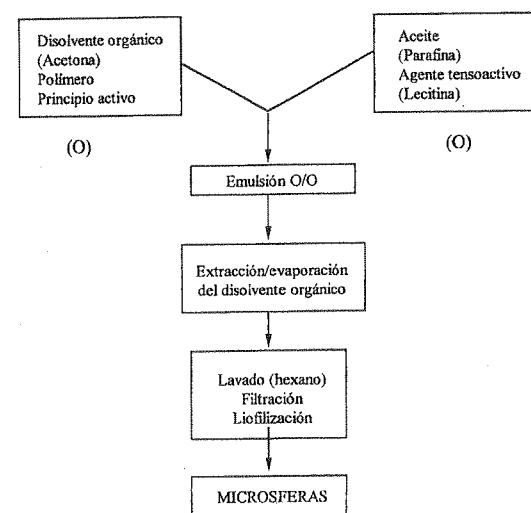 Disolvente orgánico
(Acetona)
Polímero
Principio activo
(O)
Aceite
(Parafina)
Agente tensoactivo
(Lecitina)
(O)
Emulsión O/O
Extracción/evaporación
del disolvente orgánico
Lavado (hexano)
Filtración
Liofilización
MICROSFERAS